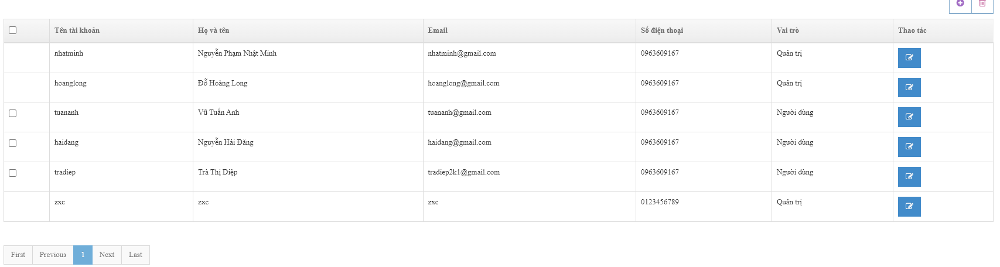 Tên tài khoản Họ và tên Email Số điện thoại Vai trò Thao tác
nhatminh Nguyễn Phạm Nhật Minh nhatminh@gmail.com 0963609167 Quản trị
hoanglong Đỗ Hoàng Long hoanglong@gmail.com 0963609167 Quản trị
tuananh Vũ Tuấn Anh tuananh@gmail.com 0963609167 Người dùng
haidang Nguyễn Hải Đăng haidang@gmail.com 0963609167 Người dùng
tradiep Trà Thị Diệp tradiep2k1@gmail.com 0963609167 Người dùng
zxc zxc zxc 0123456789 Quản trị
First Previous 1 Next Last